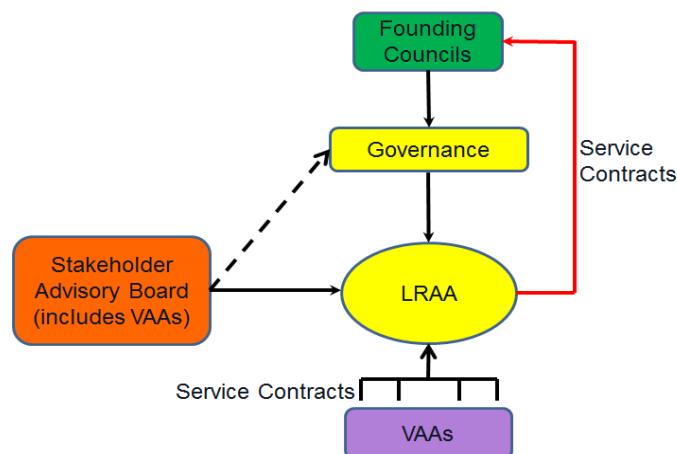 Founding
Councils
Governance
Service
Contracts
Stakeholder
Advisory Board
(includes VAAs)
LRAA
Service Contracts
VAAs